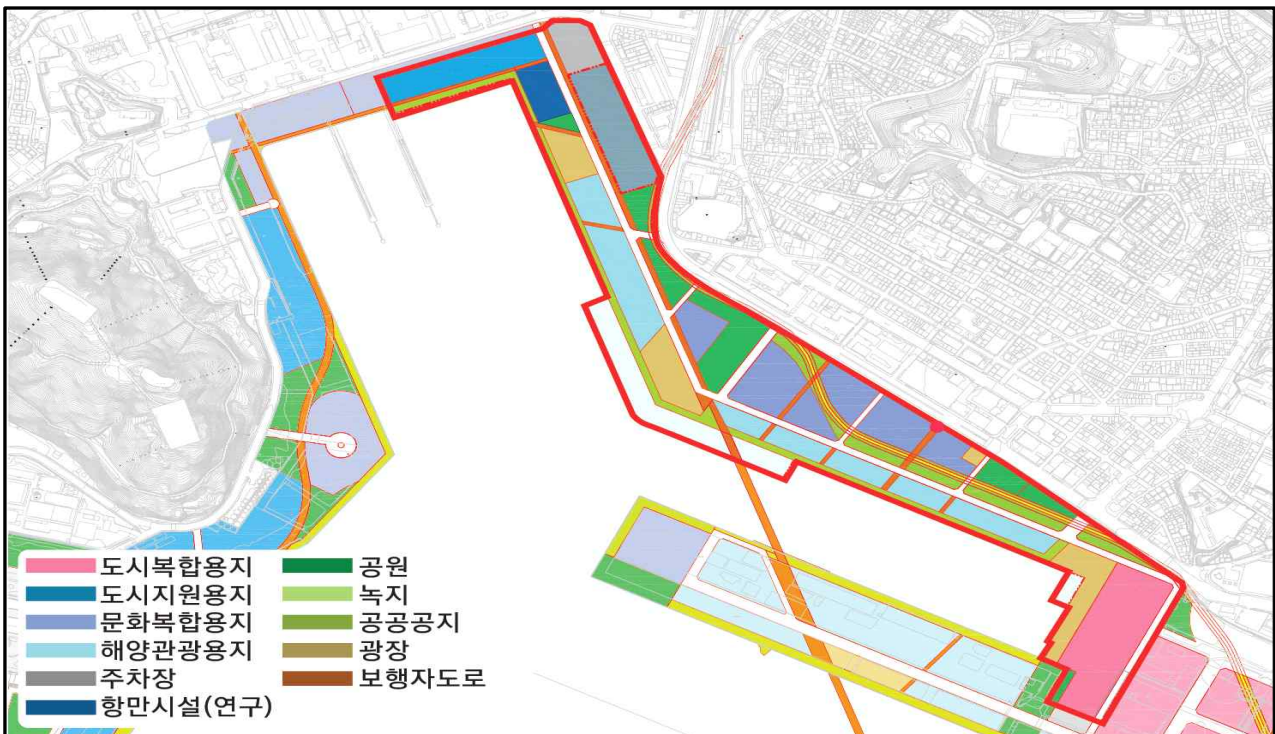 도시복합용지
도시지원용지
문화복합용지
해양관광용지
주차장
항만시설(연구)
공원
녹지
공공공지
광장
보행자도로